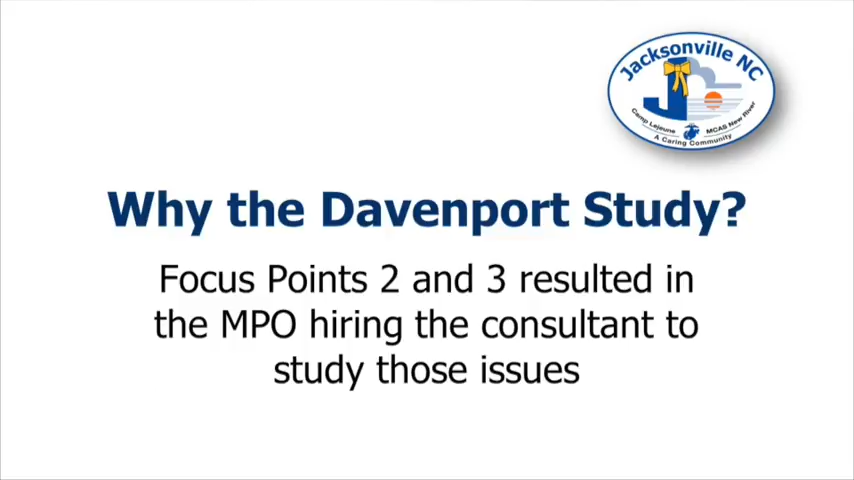 Jacksonville NC
J
Camp Lejeune
MCAS New River
A Caring Community
Why the Davenport Study?
Focus Points 2 and 3 resulted in
the MPO hiring the consultant to
study those issues